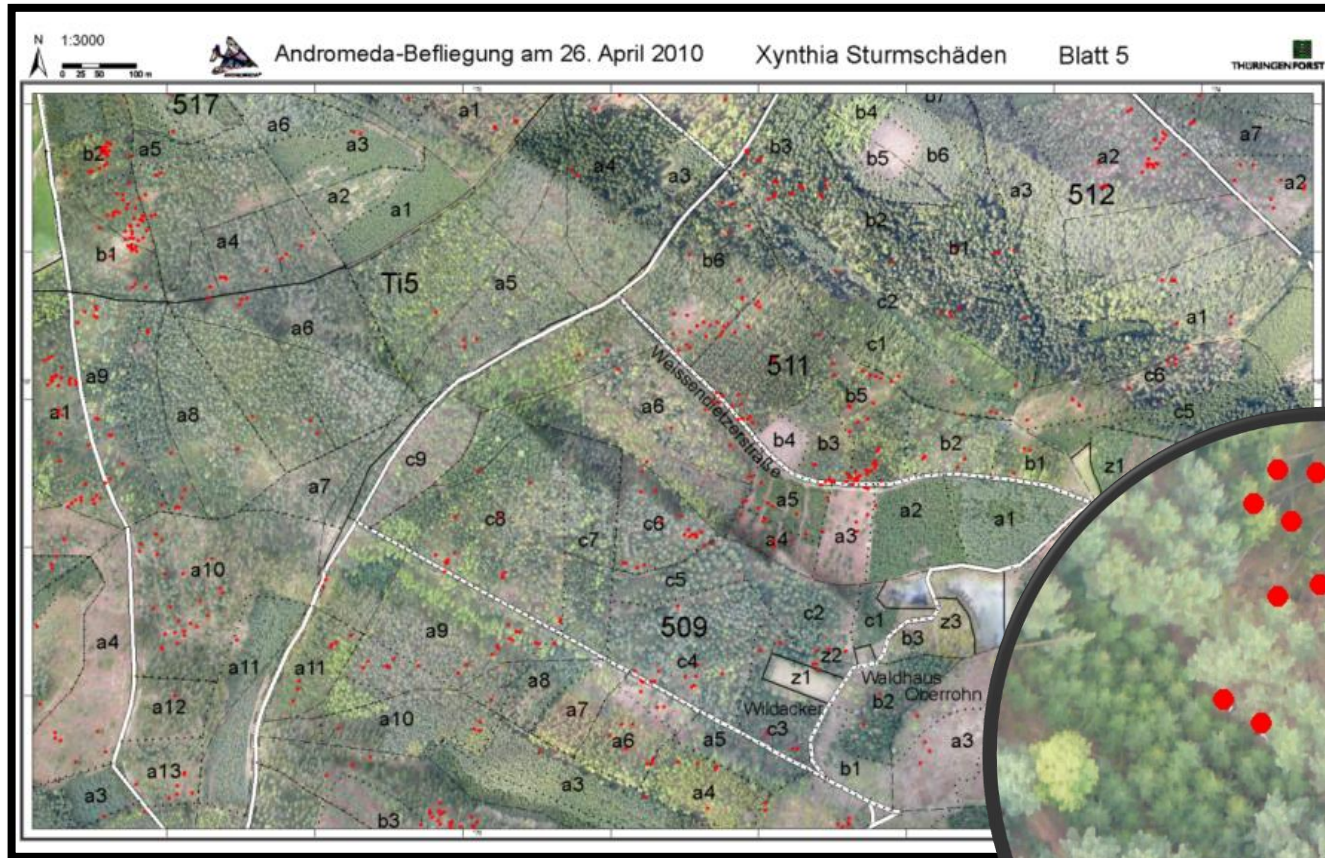 N
1:3000
0 25 50 100 m
Andromeda-Befliegung am 26. April 2010
Xynthia Sturmschäden
Blatt 5
THÜRINGENFORST
517
a6
a1
b4
b7
b2
a5
a3
a4
a3
b3
b5
b6
a2
a7
a2
a1
a3
512
a2
b2
b1
a4
b1
Ti5
a5
b6
c2
a6
a1
c1
511
c6
a9
a8
b5
c5
a1
a6
Weissendietzerstraße
b4
b3
b2
b1
z1
c9
a7
a5
c8
c6
a2
a1
c7
a4
a3
a10
c5
c2
c1
509
z3
b3
a9
a4
a11
a11
c4
z2
z1
Waldhaus
Oberrohn
a8
a12
a7
Wildacker
b2
a10
a6
a5
c3
a3
a13
b1
a3
a3
a4
b3